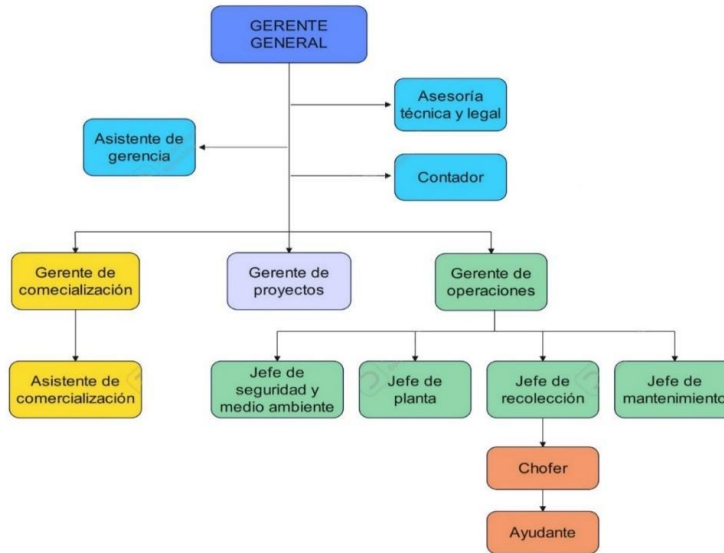 GERENTE
GENERAL
Asesoría
técnica y legal
Asistente de
gerencia
Contador
Gerente de
comecialización
Gerente de
proyectos
Gerente de
operaciones
Asistente de
comercialización
Jefe de
seguridad y
medio ambiente
Jefe de
planta
Jefe de
recolección
Jefe de
mantenimiento
Chofer
Ayudante